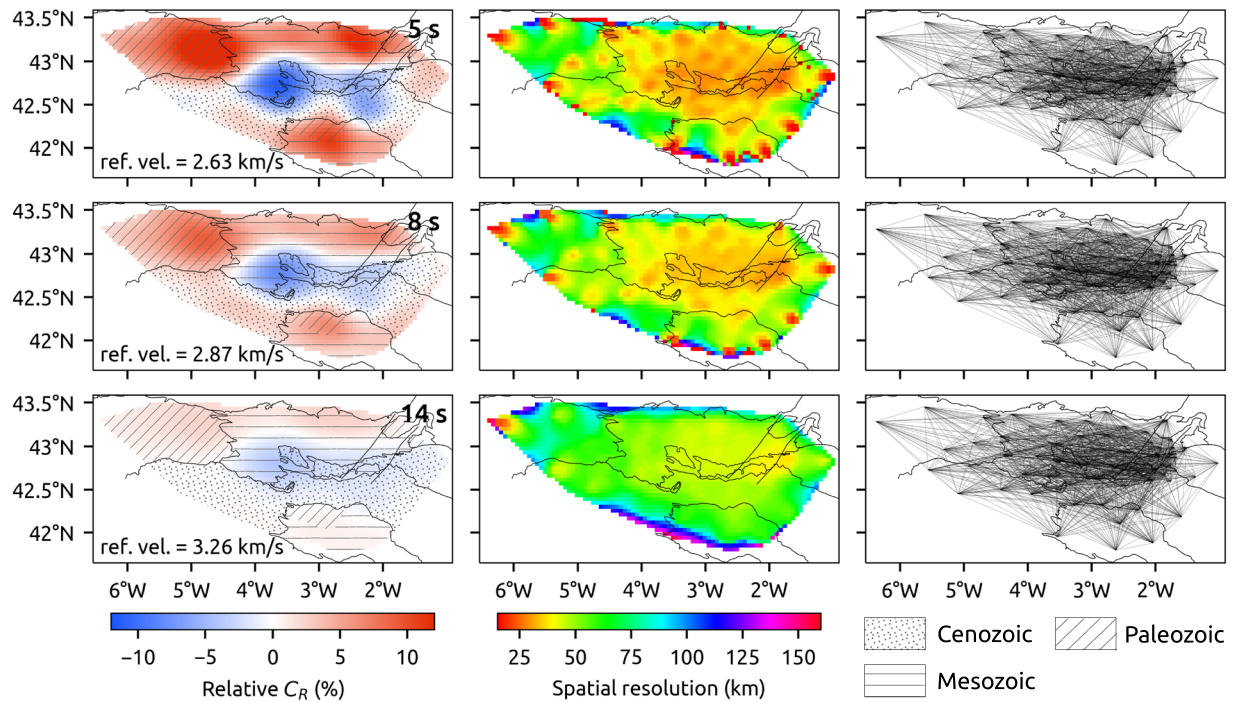 43.5°N
43°N
42.5°N
42°N
5 s
ref. vel. = 2.63 km/s
43.5°N
43°N
42.5°N
42°N
8 s
ref. vel. = 2.87 km/s
43.5°N
43°N
42.5°N
42°N
14 s
ref. vel. = 3.26 km/s
6°W 5°W 4°W 3°W 2°W
6°W 5°W 4°W 3°W 2°W
6°W 5°W 4°W 3°W 2°W
−10 −5 0 5 10
Relative C_R (%)
25 50 75 100 125 150
Spatial resolution (km)
Cenozoic
Paleozoic
Mesozoic